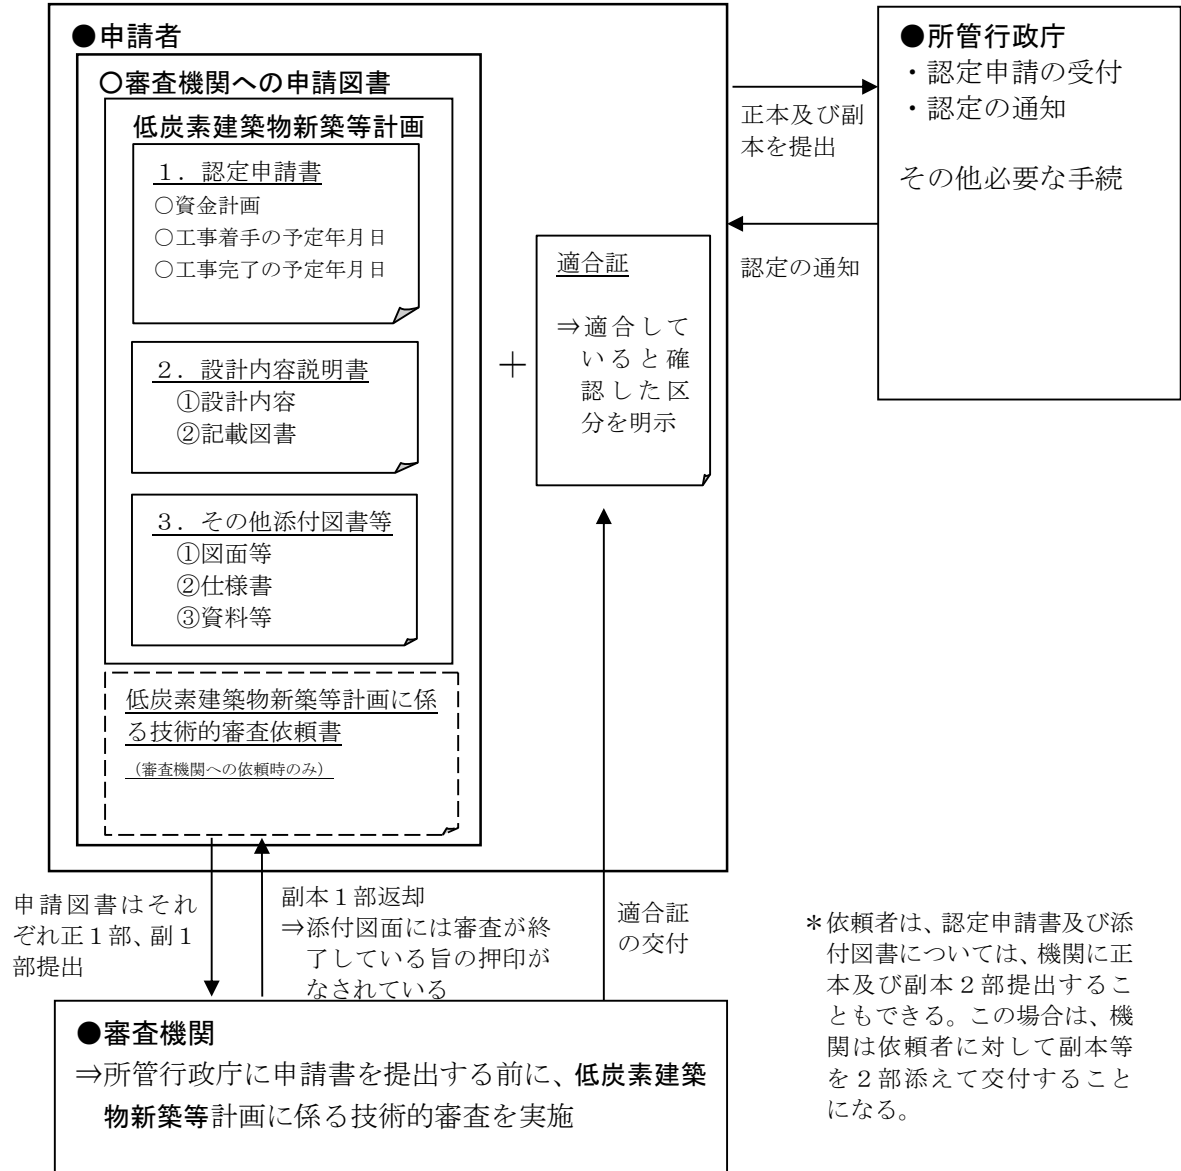 ●申請者
○審査機関への申請図書
低炭素建築物新築等計画
１．認定申請書
○資金計画
○工事着手の予定年月日
○工事完了の予定年月日
２．設計内容説明書
①設計内容
②記載図書
３．その他添付図書等
①図面等
②仕様書
③資料等
低炭素建築物新築等計画に係
る技術的審査依頼書
（審査機関への依頼時のみ）
＋
適合証
⇒適合して
いると確
認した区
分を明示
正本及び副
本を提出
認定の通知
●所管行政庁
・認定申請の受付
・認定の通知
その他必要な手続
申請図書はそれ
ぞれ正１部、副１
部提出
副本１部返却
⇒添付図面には審査が終
了している旨の押印が
なされている
適合証
の交付
＊依頼者は、認定申請書及び添
付図書については、機関に正
本及び副本２部提出するこ
ともできる。この場合は、機
関は依頼者に対して副本等
を２部添えて交付すること
になる。
●審査機関
⇒所管行政庁に申請書を提出する前に、低炭素建築
物新築等計画に係る技術的審査を実施